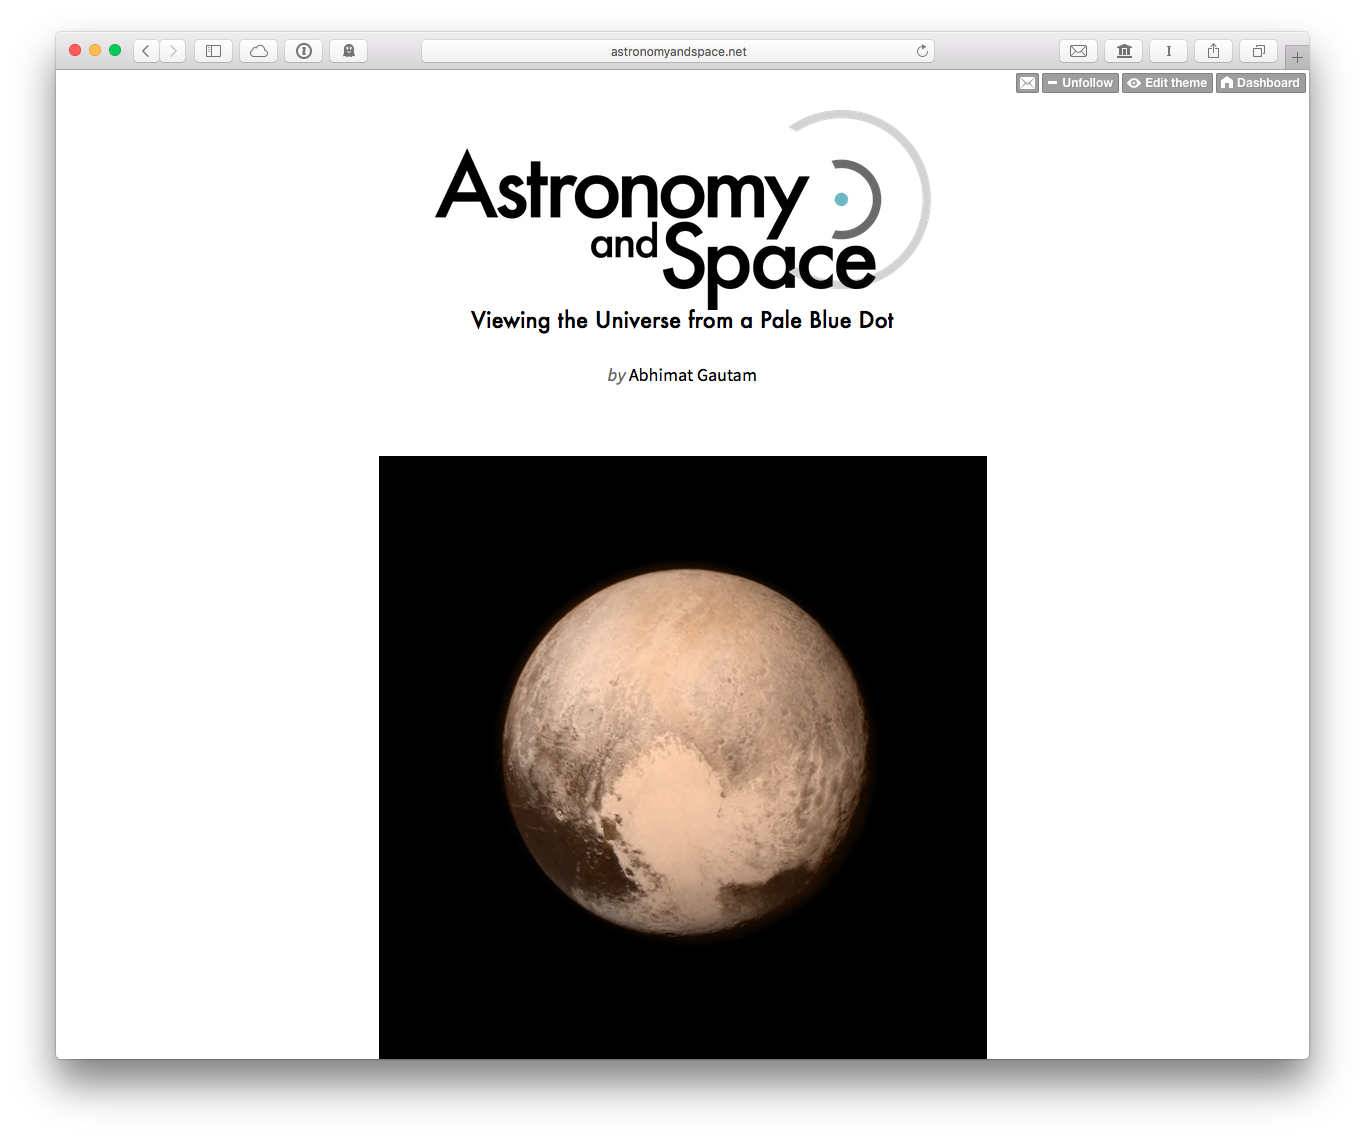 astronomyandspace.net
Unfollow Edit theme Dashboard
Astronomy
and Space
Viewing the Universe from a Pale Blue Dot
by Abhimat Gautam